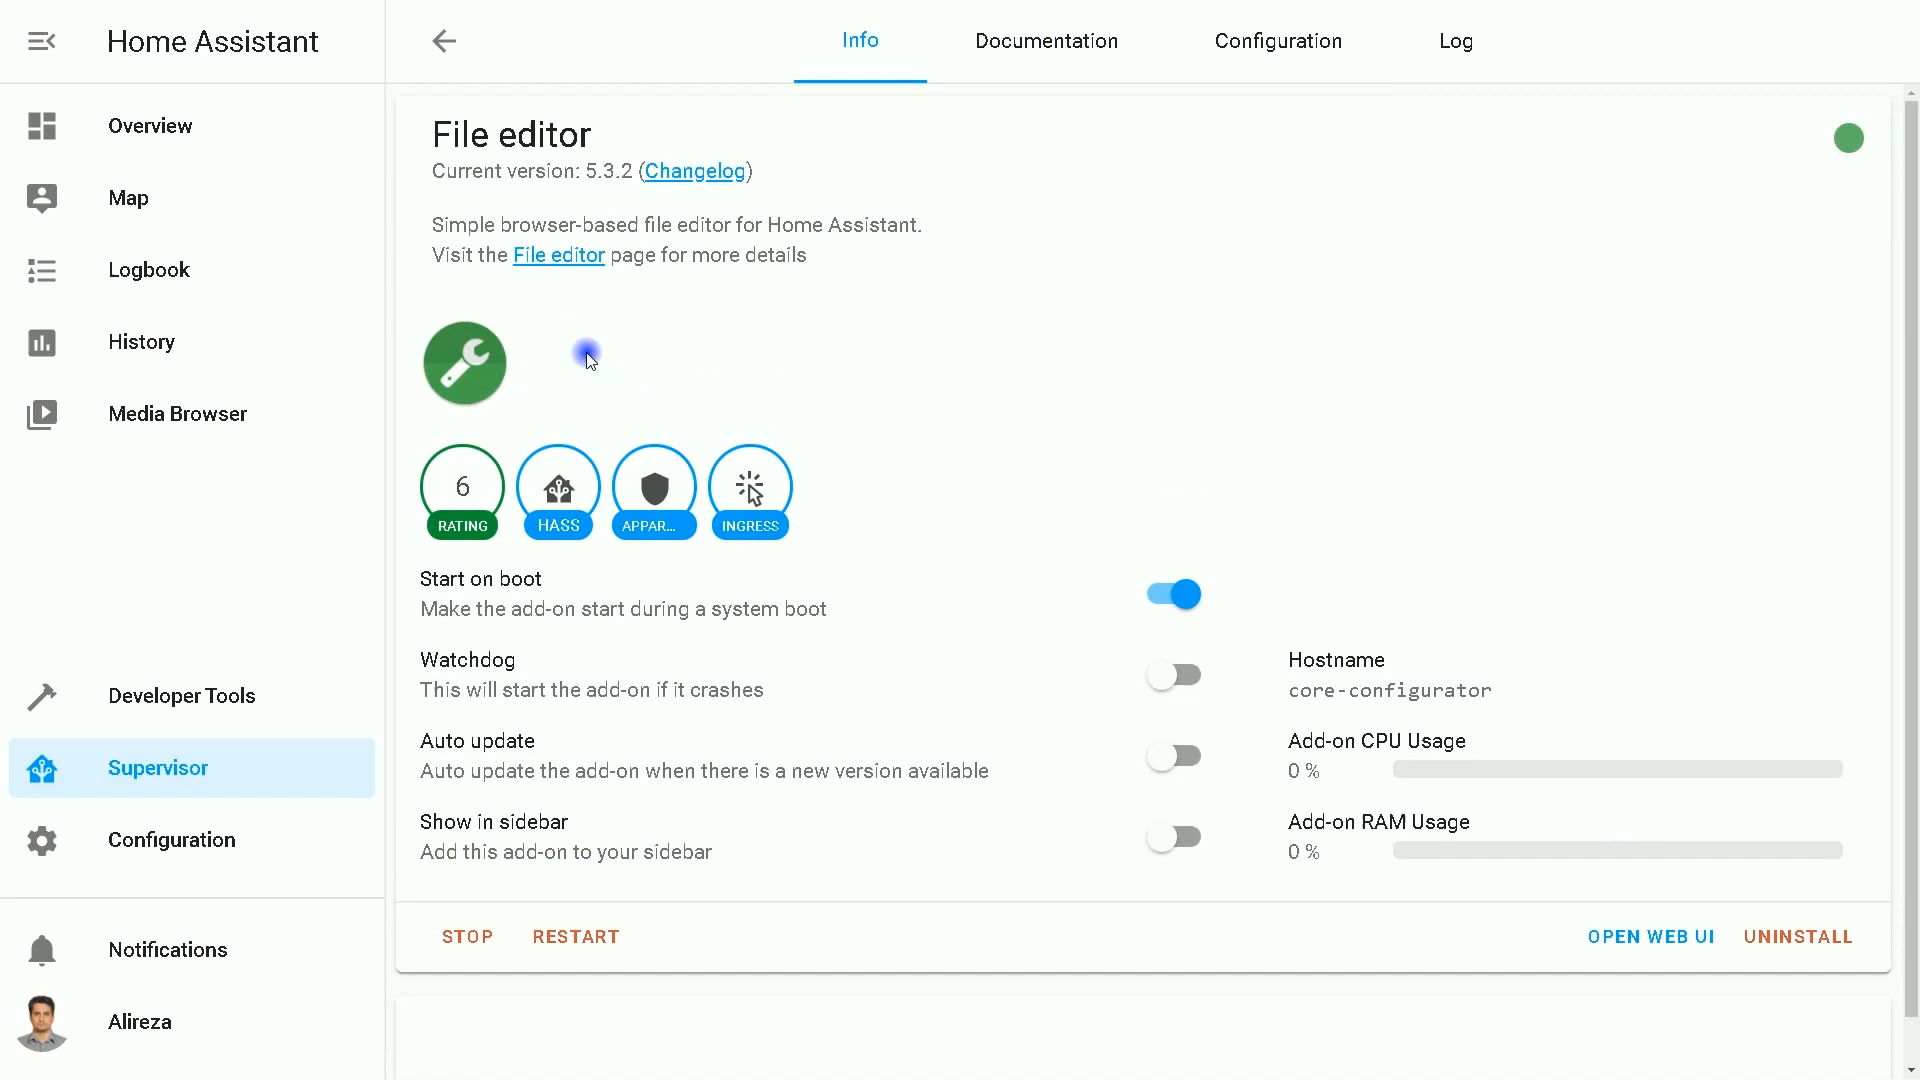 Home Assistant
Info
Documentation
Configuration
Log
Overview
Map
Logbook
History
Media Browser
Developer Tools
Supervisor
Configuration
Notifications
Alireza
File editor
Current version: 5.3.2 (Changelog)
Simple browser-based file editor for Home Assistant.
Visit the File editor page for more details
6
RATING
HASS
APPAR...
INGRESS
Start on boot
Make the add-on start during a system boot
Watchdog
This will start the add-on if it crashes
Hostname
core-configurator
Auto update
Auto update the add-on when there is a new version available
Add-on CPU Usage
0 %
Show in sidebar
Add this add-on to your sidebar
Add-on RAM Usage
0 %
STOP
RESTART
OPEN WEB UI
UNINSTALL